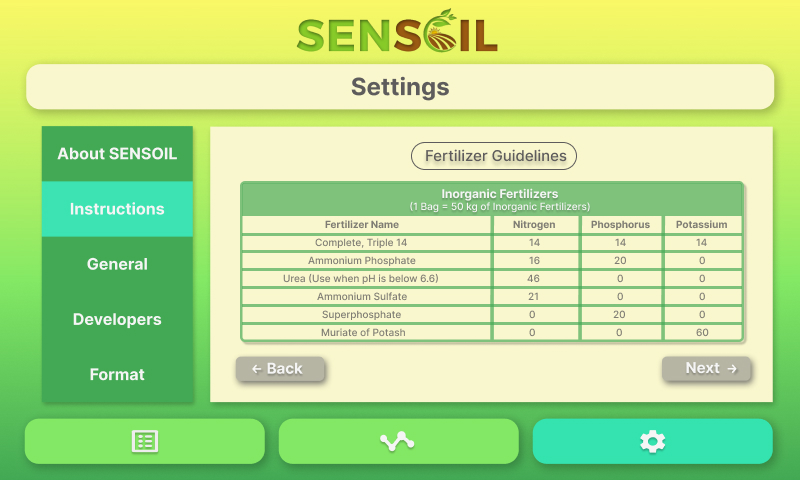 SENSOIL
Settings
About SENSOIL
Instructions
General
Developers
Format
Fertilizer Guidelines
Inorganic Fertilizers
(1 Bag = 50 kg of Inorganic Fertilizers)
Fertilizer Name Nitrogen Phosphorus Potassium
Complete, Triple 14 14 14 14
Ammonium Phosphate 16 20 0
Urea (Use when pH is below 6.6) 46 0 0
Ammonium Sulfate 21 0 0
Superphosphate 0 20 0
Muriate of Potash 0 0 60
← Back
Next →